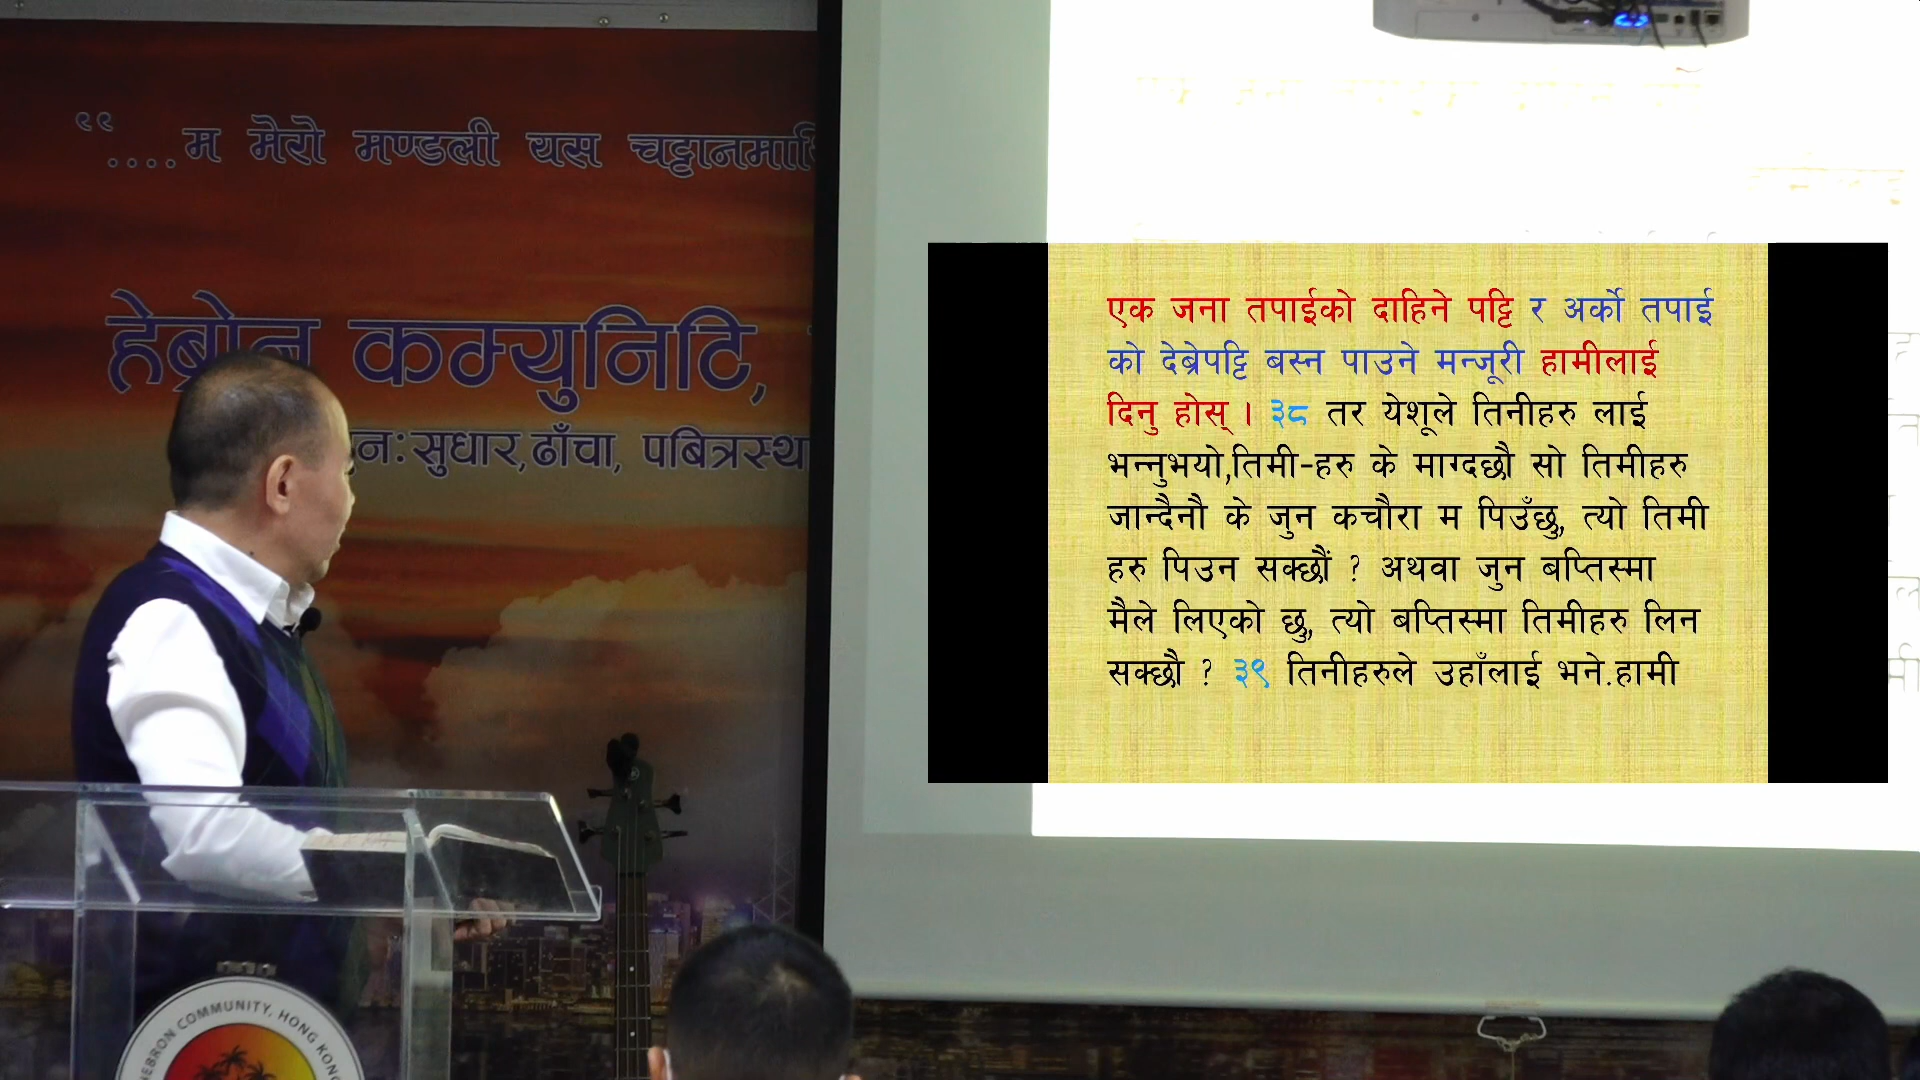 “....म मेरो मण्डली यस चट्टानमाथि
हेब्रोन कम्युनिटि,
सुधार,ढाँचा, पबित्रस्था
एक जना तपाईको दाहिने पट्टि र अर्को तपाई
को देब्रेपट्टि बस्न पाउने मन्जूरी हामीलाई
दिनु होस् । ३८ तर येशूले तिनीहरु लाई
भन्नुभयो,तिमी-हरु के माग्दछौ सो तिमीहरु
जान्दैनौ के जुन कचौरा म पिउँछु, त्यो तिमी
हरु पिउन सक्छौं ? अथवा जुन बप्तिस्मा
मैले लिएको छु, त्यो बप्तिस्मा तिमीहरु लिन
सक्छौ ? ३९ तिनीहरुले उहाँलाई भने.हामी
HEBRON COMMUNITY, HONG KONG